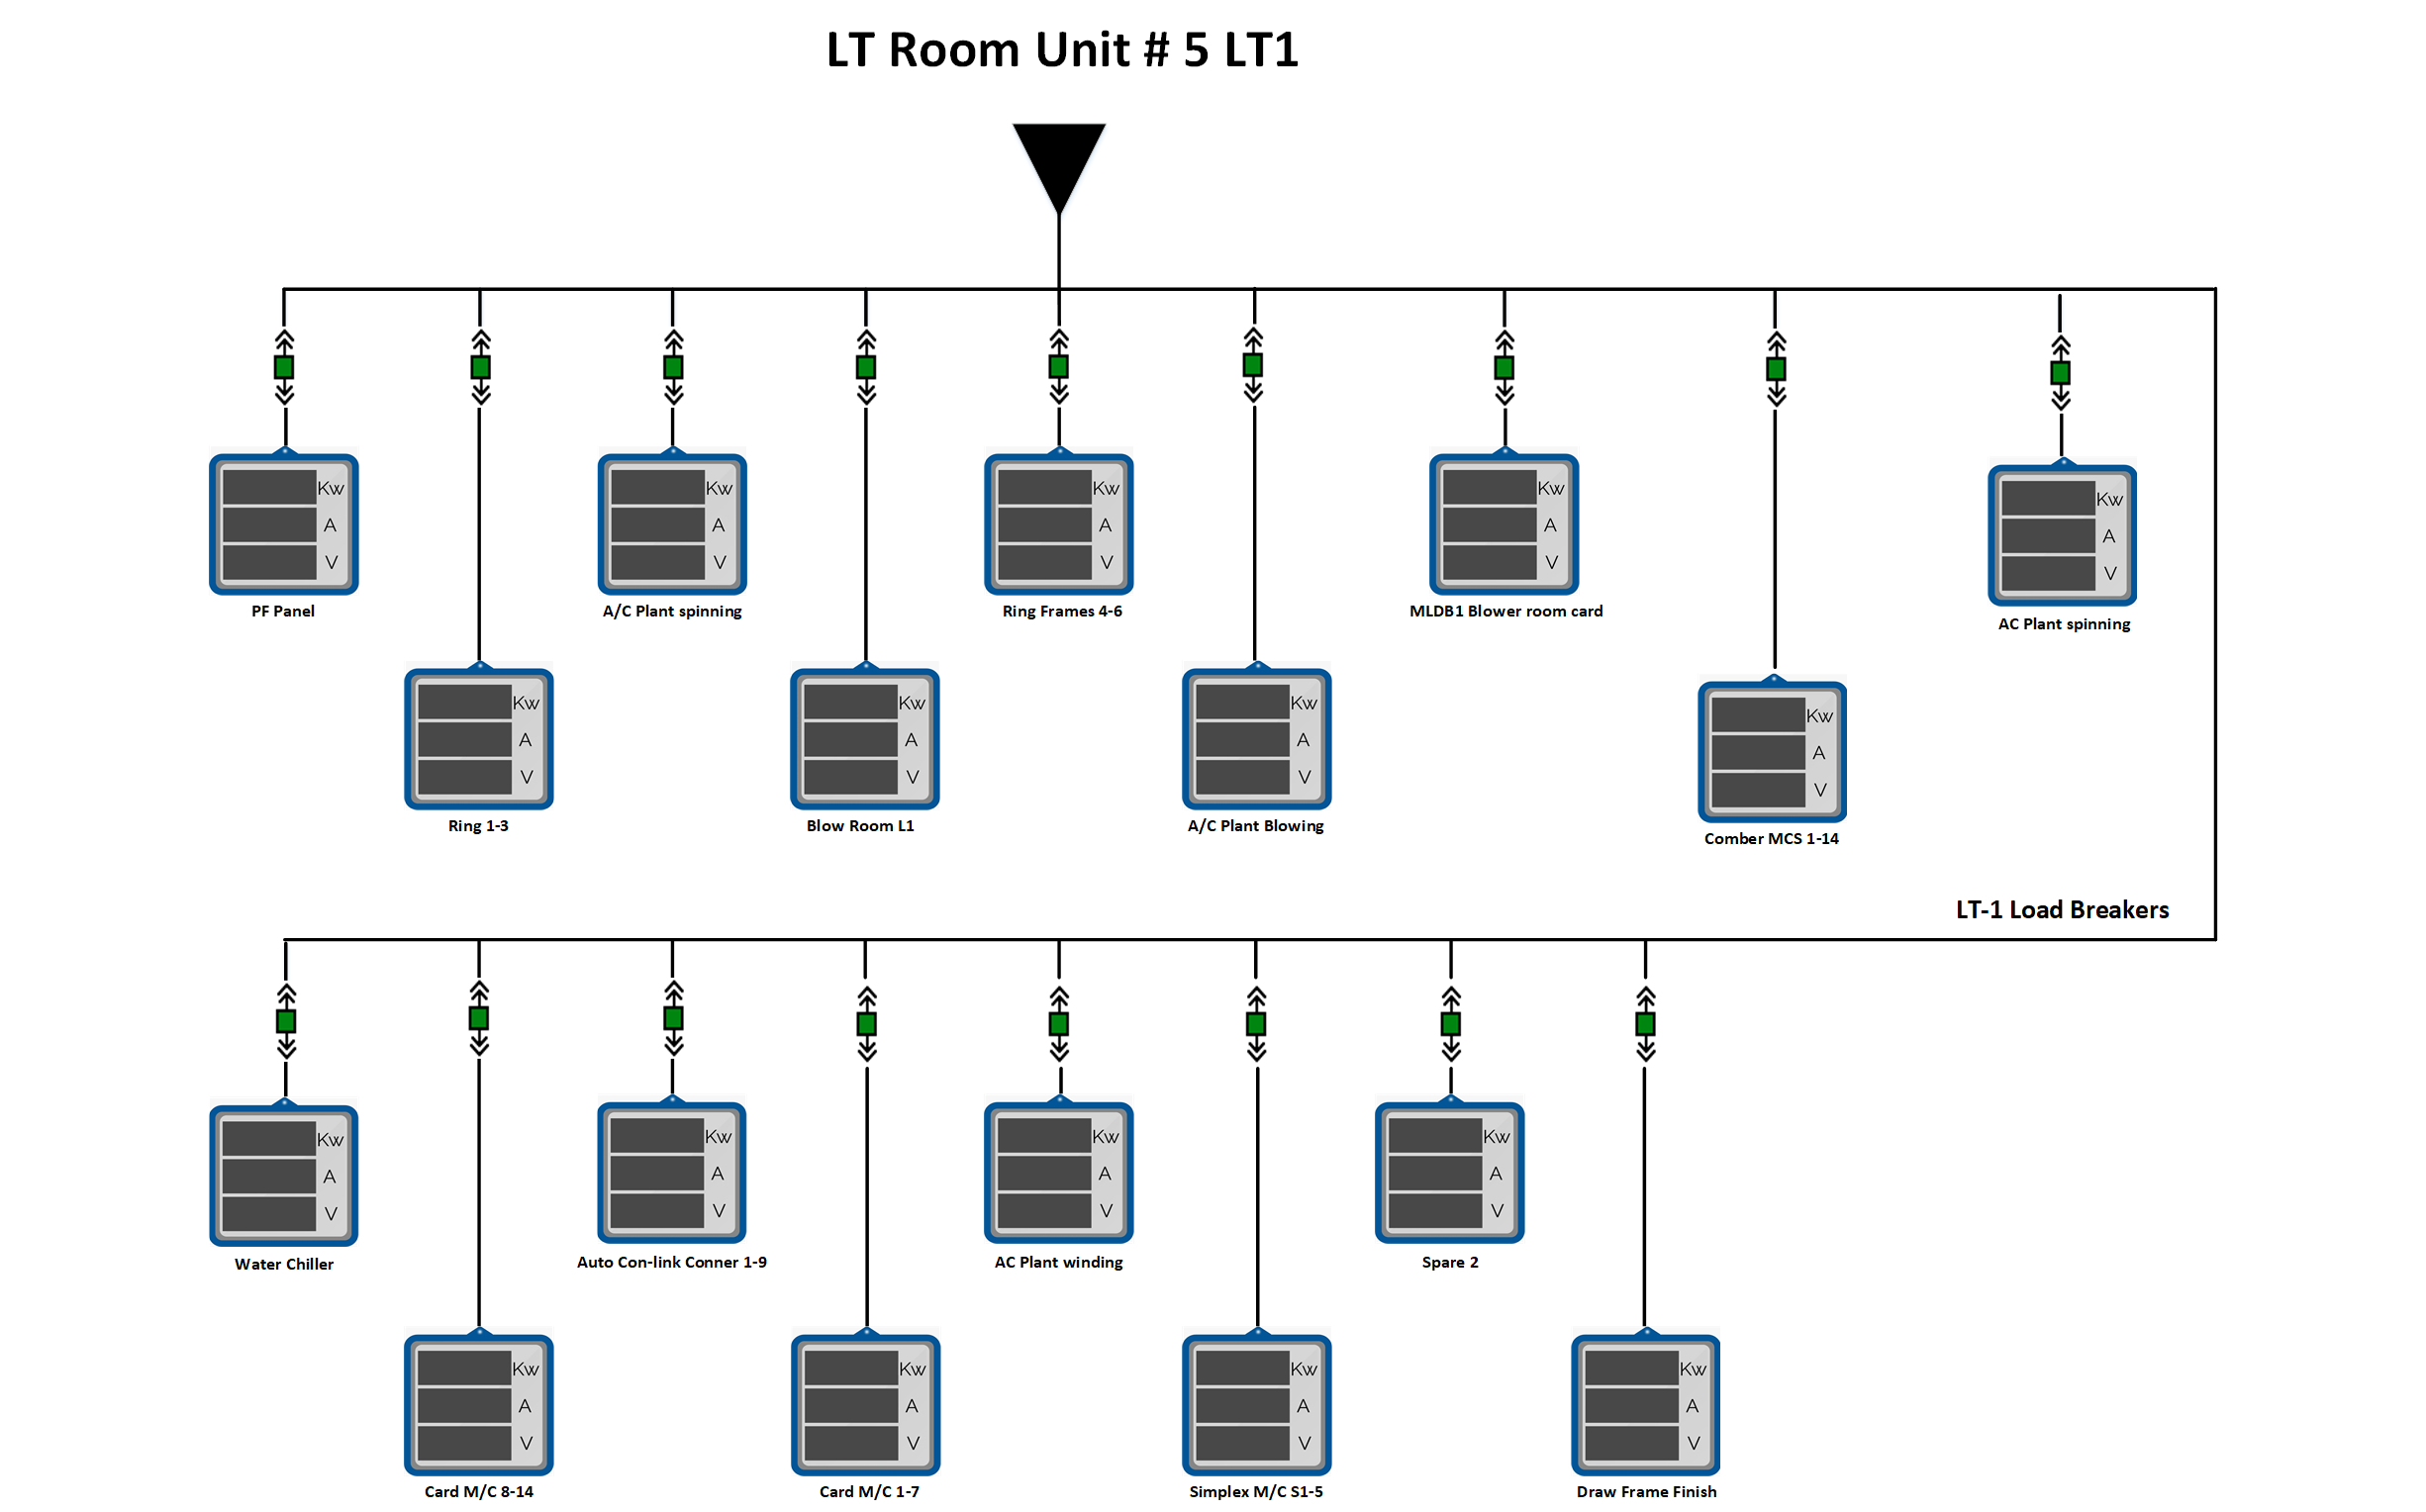 LT Room Unit # 5 LT1
Kw
A
V
PF Panel
Kw
A
V
A/C Plant spinning
Kw
A
V
Ring Frames 4-6
Kw
A
V
MLDB1 Blower room card
Kw
A
V
AC Plant spinning
Kw
A
V
Ring 1-3
Kw
A
V
Blow Room L1
Kw
A
V
A/C Plant Blowing
Kw
A
V
Comber MCS 1-14
LT-1 Load Breakers
Kw
A
V
Water Chiller
Kw
A
V
Auto Con-link Conner 1-9
Kw
A
V
AC Plant winding
Kw
A
V
Spare 2
Kw
A
V
Card M/C 8-14
Kw
A
V
Card M/C 1-7
Kw
A
V
Simplex M/C S1-5
Kw
A
V
Draw Frame Finish